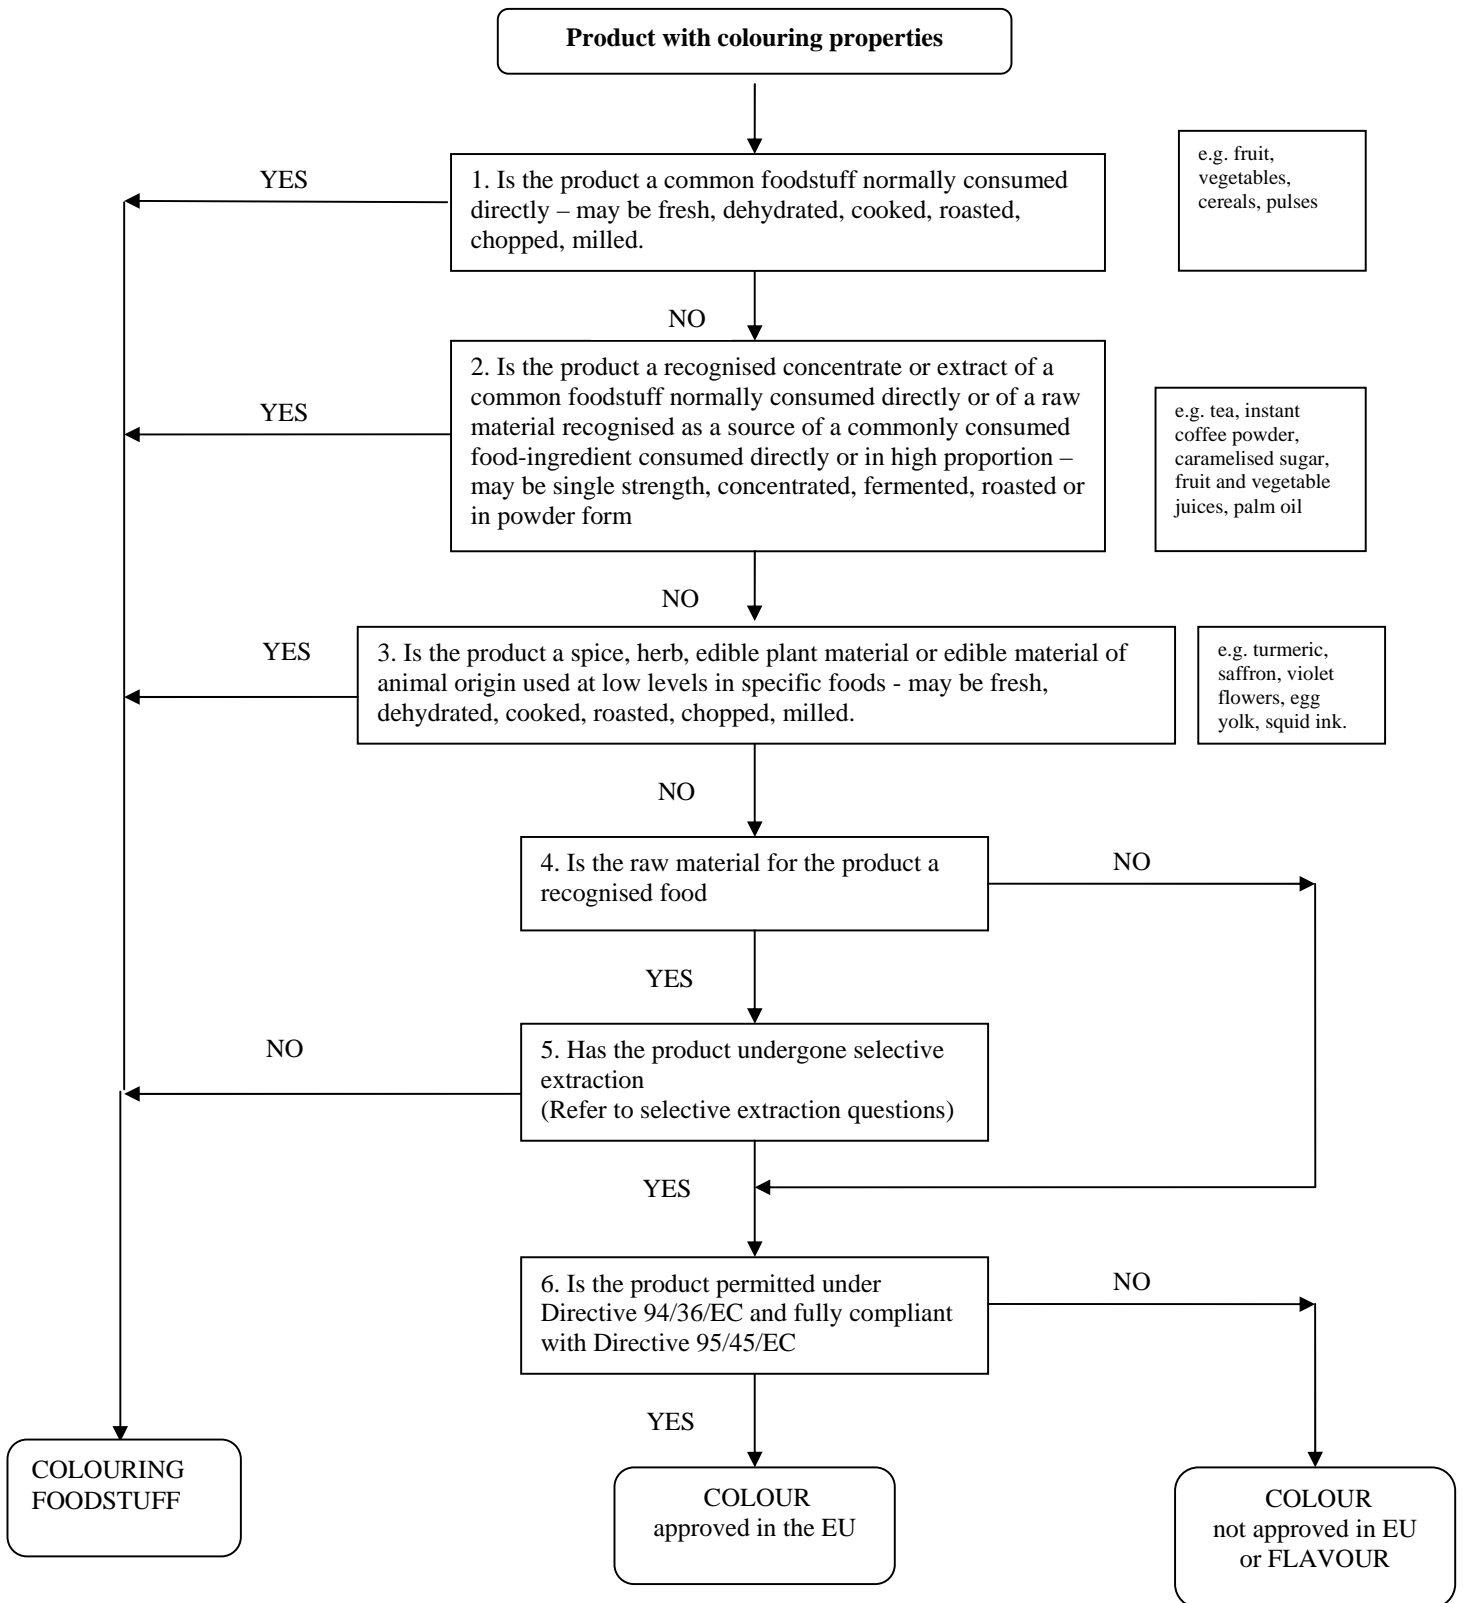 Product with colouring properties
YES
1. Is the product a common foodstuff normally consumed
directly – may be fresh, dehydrated, cooked, roasted,
chopped, milled.
e.g. fruit,
vegetables,
cereals, pulses
NO
YES
2. Is the product a recognised concentrate or extract of a
common foodstuff normally consumed directly or of a raw
material recognised as a source of a commonly consumed
food-ingredient consumed directly or in high proportion –
may be single strength, concentrated, fermented, roasted or
in powder form
e.g. tea, instant
coffee powder,
caramelised sugar,
fruit and vegetable
juices, palm oil
NO
YES
3. Is the product a spice, herb, edible plant material or edible material of
animal origin used at low levels in specific foods - may be fresh,
dehydrated, cooked, roasted, chopped, milled.
e.g. turmeric,
saffron, violet
flowers, egg
yolk, squid ink.
NO
4. Is the raw material for the product a
recognised food
NO
YES
NO
5. Has the product undergone selective
extraction
(Refer to selective extraction questions)
YES
6. Is the product permitted under
Directive 94/36/EC and fully compliant
with Directive 95/45/EC
NO
YES
COLOURING
FOODSTUFF
COLOUR
approved in the EU
COLOUR
not approved in EU
or FLAVOUR